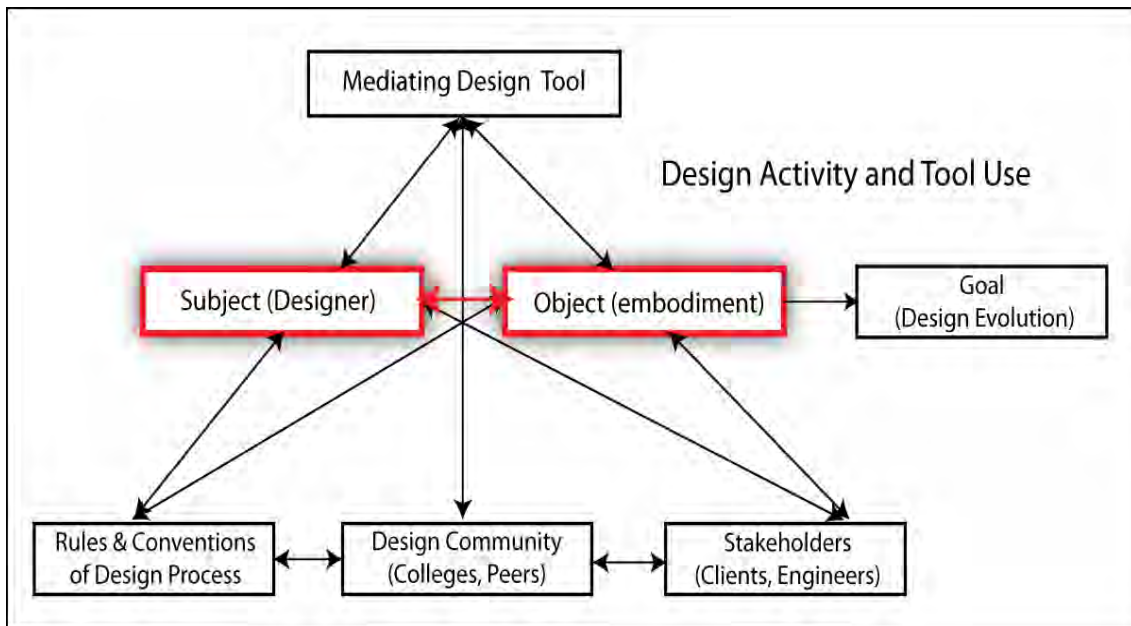 Mediating Design Tool
Design Activity and Tool Use
Subject (Designer)
Object (embodiment)
Goal
(Design Evolution)
Rules & Conventions
of Design Process
Design Community
(Colleges, Peers)
Stakeholders
(Clients, Engineers)